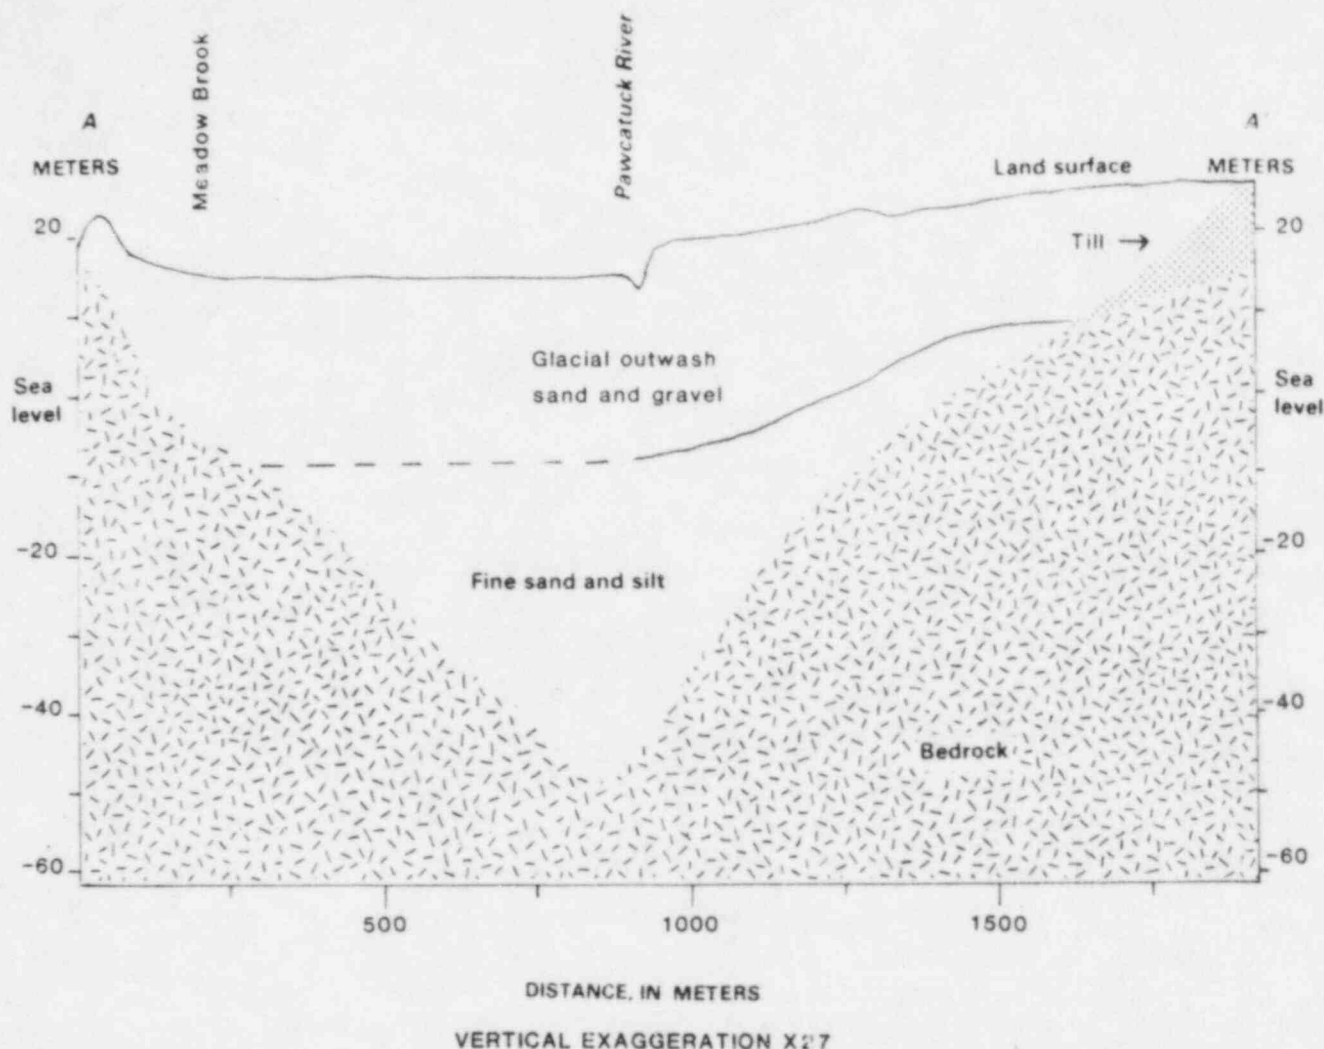 Meadow Brook
Pawcatuck River
A
A'
METERS
Land surface
METERS
20
Till →
20
Glacial outwash
sand and gravel
Sea
level
Sea
level
-20
-20
Fine sand and silt
-40
-40
Bedrock
-60
-60
500
1000
1500
DISTANCE, IN METERS
VERTICAL EXAGGERATION X27